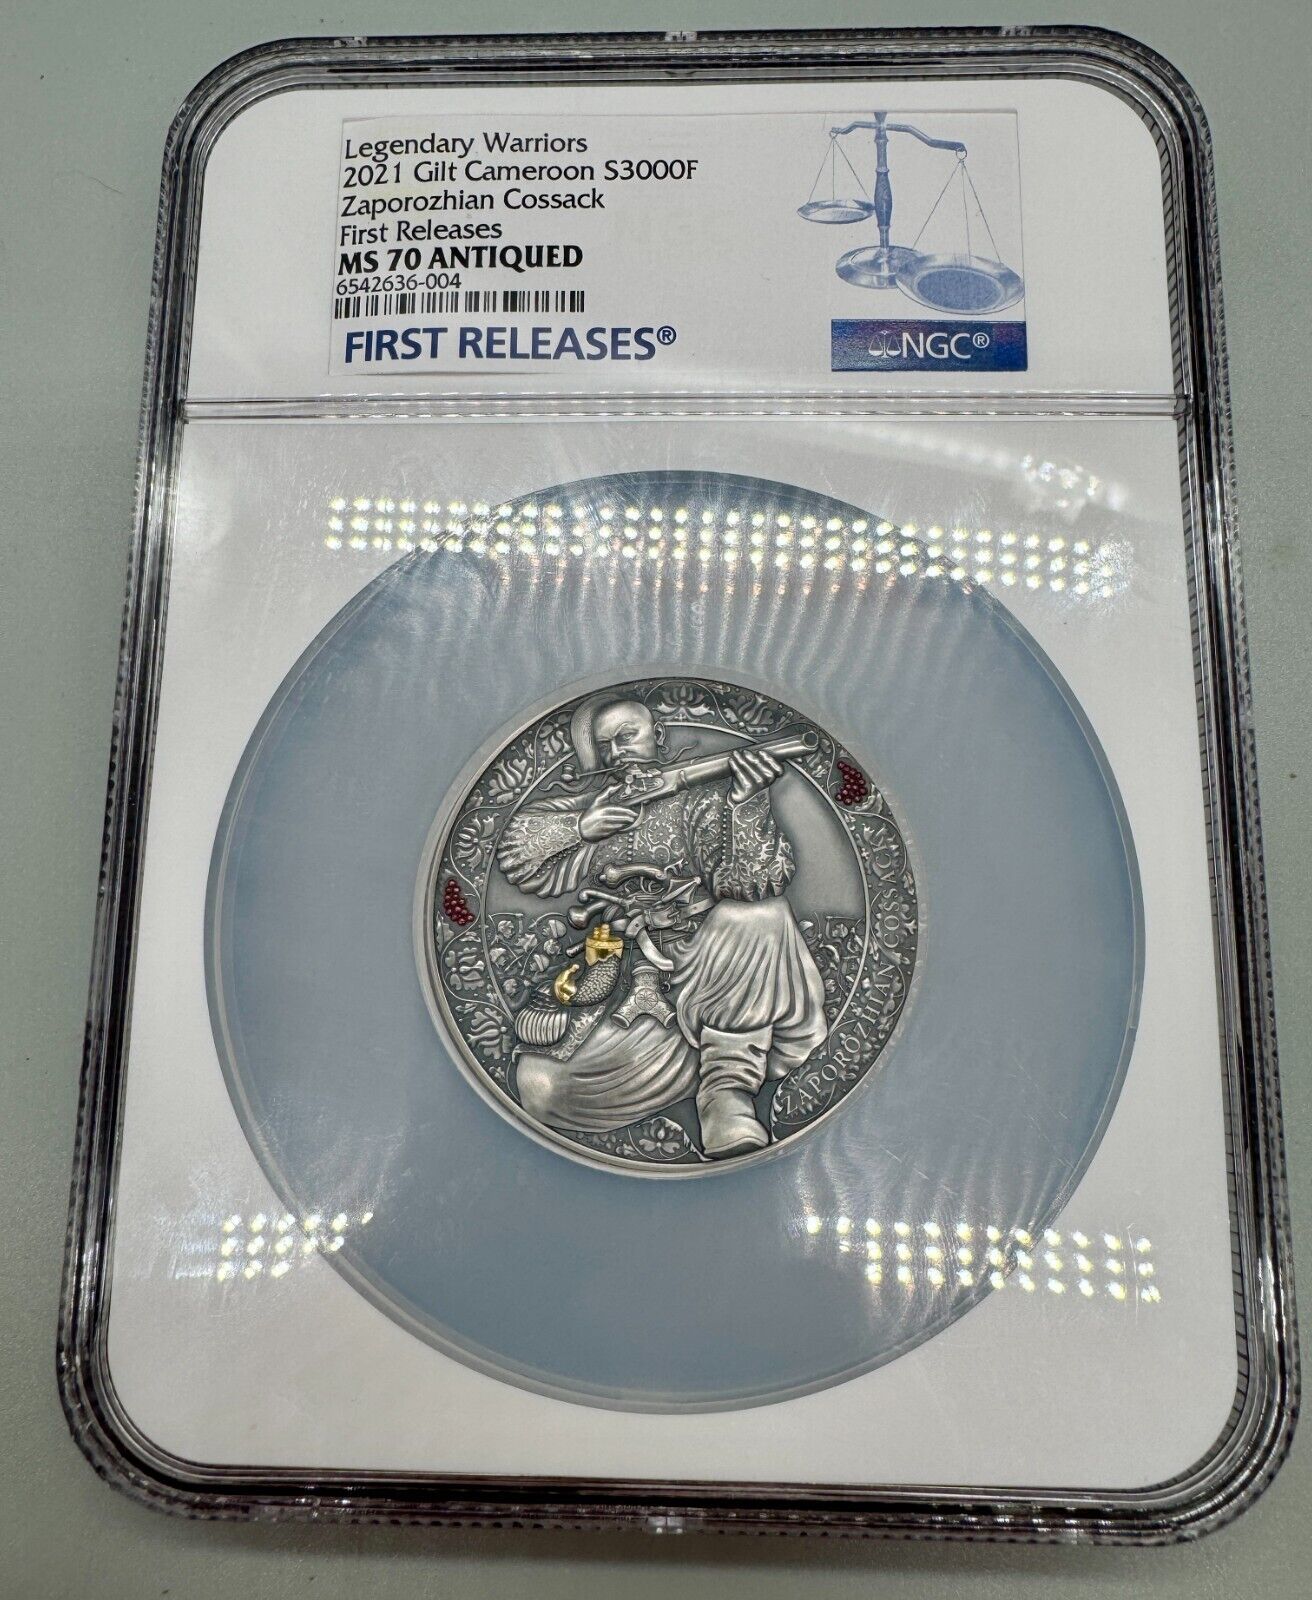 Legendary Warriors
2021 Gilt Cameroon S3000F
Zaporozhian Cossack
First Releases
MS 70 ANTIQUED
6542636-004
FIRST RELEASES®
NGC®
ZAPOROZHIAN COSSACK